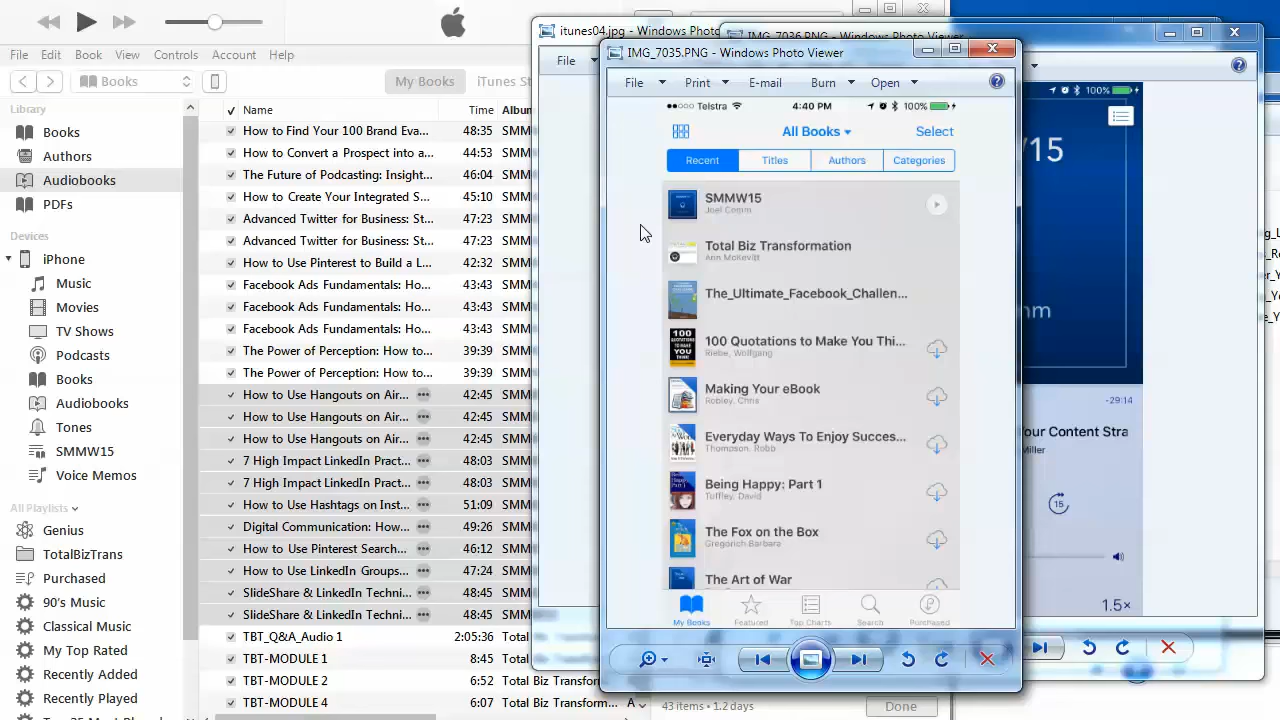 File Edit Book View Controls Account Help
Books
My Books
Library
Books
Authors
Audiobooks
PDFs
Devices
iPhone
Music
Movies
TV Shows
Podcasts
Books
Audiobooks
Tones
SMMW15
Voice Memos
All Playlists
Genius
TotalBizTrans
Purchased
90's Music
Classical Music
My Top Rated
Recently Added
Recently Played
Name Time Album
How to Find Your 100 Brand Eva... 48:35 SMM
How to Convert a Prospect into a... 44:53 SMM
The Future of Podcasting: Insight... 46:04 SMM
How to Create Your Integrated S... 45:10 SMM
Advanced Twitter for Business: St... 47:23 SMM
Advanced Twitter for Business: St... 47:23 SMM
How to Use Pinterest to Build a L... 42:32 SMM
Facebook Ads Fundamentals: Ho... 43:43 SMM
Facebook Ads Fundamentals: Ho... 43:43 SMM
Facebook Ads Fundamentals: Ho... 43:43 SMM
The Power of Perception: How to... 39:39 SMM
The Power of Perception: How to... 39:39 SMM
How to Use Hangouts on Air... 42:45 SMM
How to Use Hangouts on Air... 42:45 SMM
How to Use Hangouts on Air... 42:45 SMM
7 High Impact LinkedIn Pract... 48:03 SMM
7 High Impact LinkedIn Pract... 48:03 SMM
How to Use Hashtags on Inst... 51:09 SMM
Digital Communication: How... 49:26 SMM
How to Use Pinterest Search... 46:12 SMM
How to Use LinkedIn Groups... 47:24 SMM
SlideShare & LinkedIn Techni... 48:45 SMM
SlideShare & LinkedIn Techni... 48:45 SMM
TBT_Q&A_Audio 1 2:05:36 Total
TBT-MODULE 1 8:45 Total
TBT-MODULE 2 6:52 Total Biz Transfor
TBT-MODULE 4 6:07 Total Biz Transfom... A
43 items • 1.2 days
Done
itunes04.jpg - Windows Photo
File
IMG_7036.PNG - Windows Photo Viewer
IMG_7035.PNG - Windows Photo Viewer
File Print E-mail Burn Open
Telstra 4:40 PM 100%
All Books Select
Recent Titles Authors Categories
SMMW15
Joel Comm
Total Biz Transformation
Ann McKevitt
The_Ultimate_Facebook_Challen...
100 Quotations to Make You Thi...
Riebe, Wolfgang
Making Your eBook
Robley, Chris
Everyday Ways To Enjoy Succes...
Thompson, Robb
Being Happy: Part 1
Tuffley, David
The Fox on the Box
Gregorich Barbara
The Art of War
My Books Featured Top Charts Search Purchased
100%
/15
-29:14
our Content Stra
Miller
15
1.5×